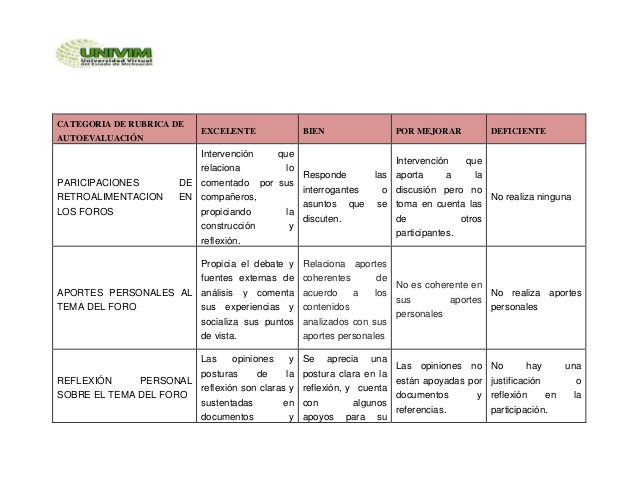 UNIVIM
Universidad Virtual
del Estado de Michoacán
CATEGORIA DE RUBRICA DE
AUTOEVALUACIÓN
EXCELENTE
BIEN
POR MEJORAR
DEFICIENTE
PARICIPACIONES DE
RETROALIMENTACION EN
LOS FOROS
Intervención que
relaciona lo
comentado por sus
compañeros,
propiciando la
construcción y
reflexión.
Responde las
interrogantes o
asuntos que se
discuten.
Intervención que
aporta a la
discusión pero no
toma en cuenta las
de otros
participantes.
No realiza ninguna
APORTES PERSONALES AL
TEMA DEL FORO
Propicia el debate y
fuentes externas de
análisis y comenta
sus experiencias y
socializa sus puntos
de vista.
Relaciona aportes
coherentes de
acuerdo a los
contenidos
analizados con sus
aportes personales
No es coherente en
sus aportes
personales
No realiza aportes
personales
REFLEXIÓN PERSONAL
SOBRE EL TEMA DEL FORO
Las opiniones y
posturas de la
reflexión son claras y
sustentadas en
documentos y
Se aprecia una
postura clara en la
reflexión, y cuenta
con algunos
apoyos para su
Las opiniones no
están apoyadas por
documentos y
referencias.
No hay una
justificación o
reflexión en la
participación.